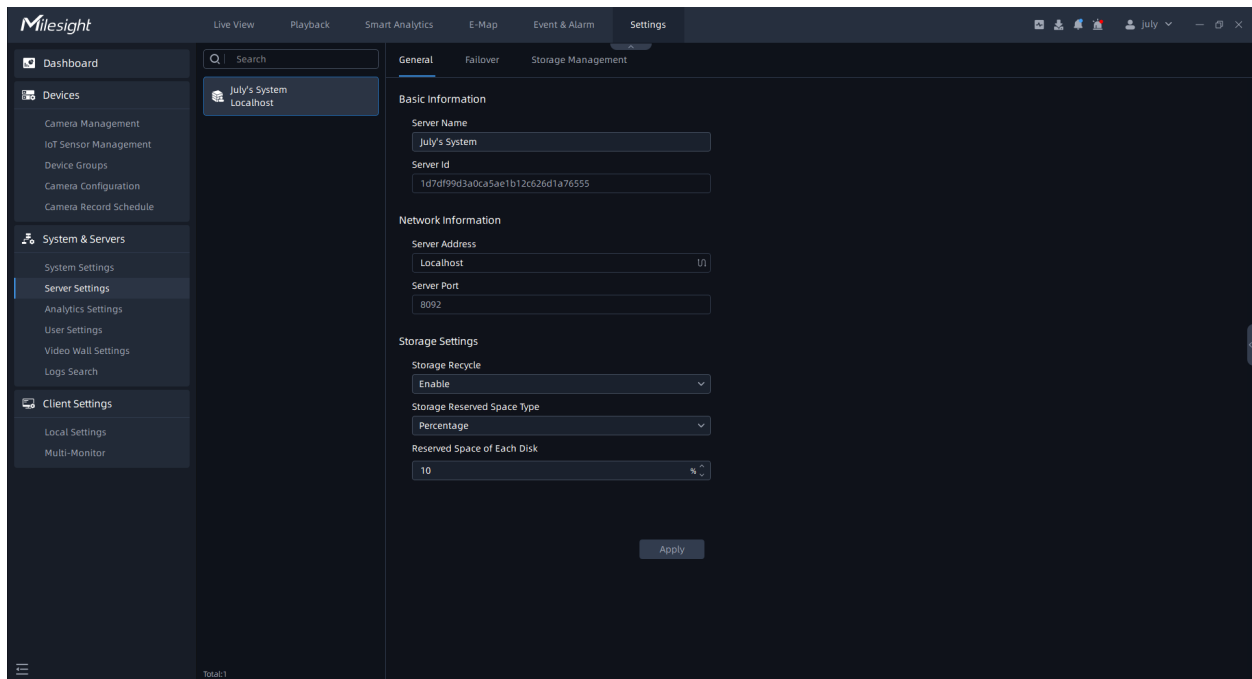 Milesight
Live View
Playback
Smart Analytics
E-Map
Event & Alarm
Settings
july
Dashboard
Devices
Camera Management
IoT Sensor Management
Device Groups
Camera Configuration
Camera Record Schedule
System & Servers
System Settings
Server Settings
Analytics Settings
User Settings
Video Wall Settings
Logs Search
Client Settings
Local Settings
Multi-Monitor
Search
July's System
Localhost
Total:1
General
Failover
Storage Management
Basic Information
Server Name
July's System
Server Id
1d7df99d3a0ca5ae1b12c626d1a76555
Network Information
Server Address
Localhost
Server Port
8092
Storage Settings
Storage Recycle
Enable
Storage Reserved Space Type
Percentage
Reserved Space of Each Disk
10 %
Apply